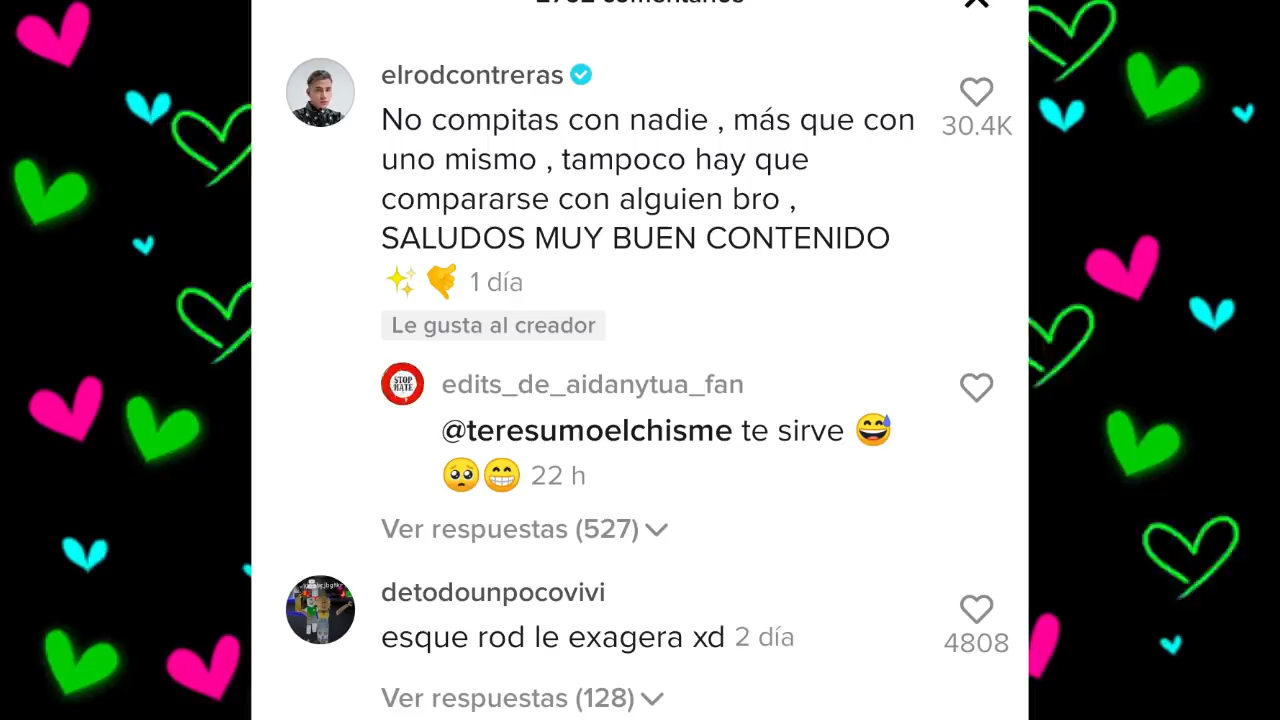 elrodcontreras
No compitas con nadie , más que con
uno mismo , tampoco hay que
compararse con alguien bro ,
SALUDOS MUY BUEN CONTENIDO
✨🤙 1 día
30.4K
Le gusta al creador
STOP
HATE
edits_de_aidanytua_fan
@teresumoelchisme te sirve 😅
🥺😁 22 h
Ver respuestas (527)
detodounpocovivi
esque rod le exagera xd 2 día
4808
Ver respuestas (128)